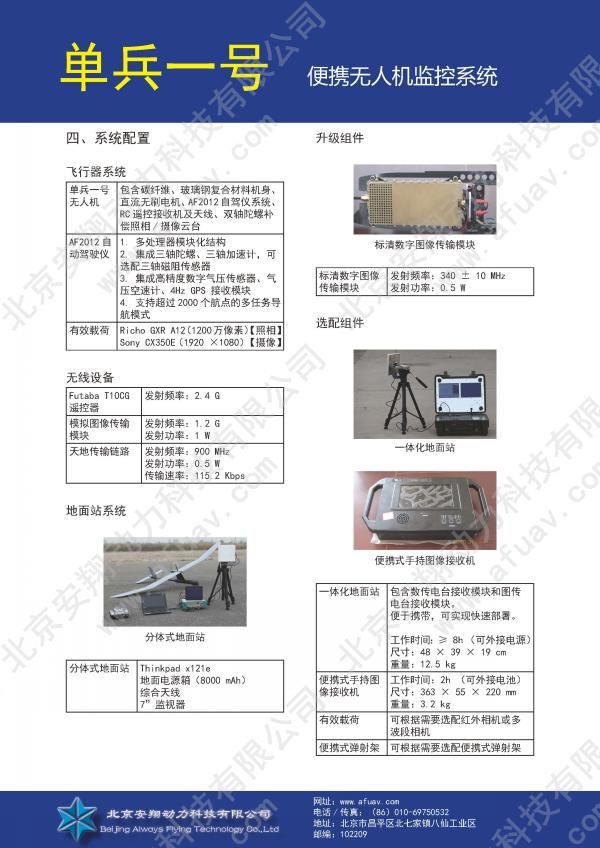 单兵一号
便携无人机监控系统
四、系统配置
飞行器系统
单兵一号
无人机
包含碳纤维、玻璃钢复合材料机身、
直流无刷电机、AF2012自驾仪系统、
RC遥控接收机及天线、双轴陀螺补
偿照相/摄像云台
AF2012自
动驾驶仪
1. 多处理器模块化结构
2. 集成三轴陀螺、三轴加速计，可
选配三轴磁阻传感器
3. 集成高精度数字气压传感器、气
压空速计、4Hz GPS 接收模块
4. 支持超过2000个航点的多任务导
航模式
有效载荷
Richo GXR A12(1200万像素)【照相】
Sony CX350E（1920 ×1080）【摄像】
无线设备
Futaba T10CG
遥控器
发射频率：2.4 G
模拟图像传输
模块
发射频率：1.2 G
发射功率：1 W
天地传输链路
发射频率：900 MHz
发射功率：0.5 W
传输速率：115.2 Kbps
地面站系统
分体式地面站
分体式地面站
Thinkpad x121e
地面电源箱（8000 mAh）
综合天线
7”监视器
升级组件
标清数字图像传输模块
标清数字图像
传输模块
发射频率：340 ± 10 MHz
发射功率：0.5 W
选配组件
一体化地面站
便携式手持图像接收机
一体化地面站
包含数传电台接收模块和图传
电台接收模块。
便于携带，可实现快速部署。
工作时间：≥ 8h（可外接电源）
尺寸：48 × 39 × 19 cm
重量：12.5 kg
便携式手持图
像接收机
工作时间：2h （可外接电池）
尺寸：363 × 55 × 220 mm
重量：3.2 kg
有效载荷
可根据需要选配红外相机或多
波段相机
便携式弹射架
可根据需要选配便携式弹射架
北京安翔动力科技有限公司
Beijing Always Flying Technology Co.,Ltd
网址：www.afuav.com
电话/传真：（86）010-69750532
地址：北京市昌平区北七家镇八仙工业区
邮编：102209
北京安翔动力科技有限公司
www.afuav.com